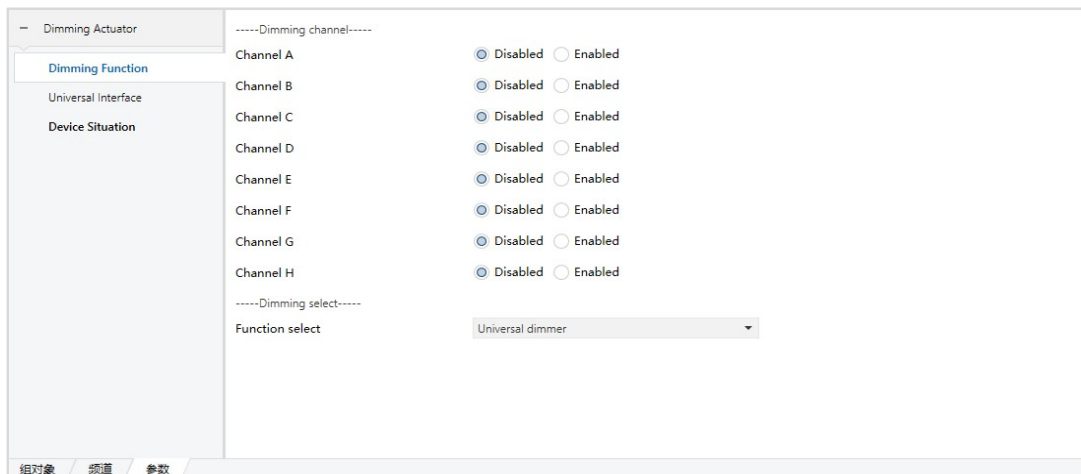 − Dimming Actuator
Dimming Function
Universal Interface
Device Situation
-----Dimming channel-----
Channel A Disabled Enabled
Channel B Disabled Enabled
Channel C Disabled Enabled
Channel D Disabled Enabled
Channel E Disabled Enabled
Channel F Disabled Enabled
Channel G Disabled Enabled
Channel H Disabled Enabled
-----Dimming select-----
Function select Universal dimmer
组对象 频道 参数